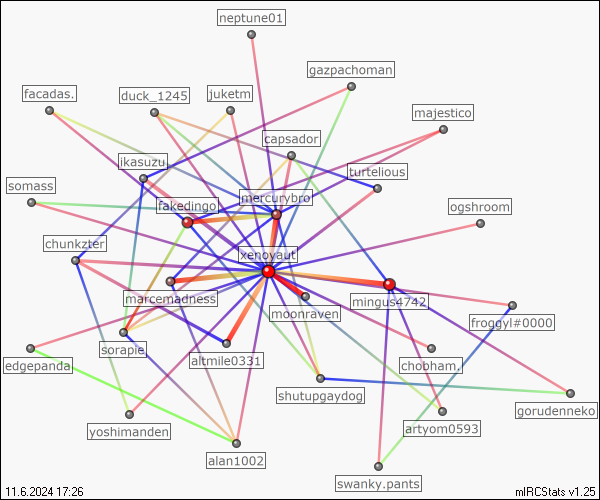 neptune01
gazpachoman
facadas.
duck_1245
juketm
majestico
capsador
ikasuzu
turtelious
somass
fakedingo
mercurybro
ogshroom
chunkzter
xenoyaut
marcemadness
mingus4742
moonraven
froggyl#0000
sorapie
altmile0331
edgepanda
chobham.
shutupgaydog
gorudenneko
yoshimanden
artyom0593
alan1002
swanky.pants
11.6.2024 17:26
mIRCStats v1.25